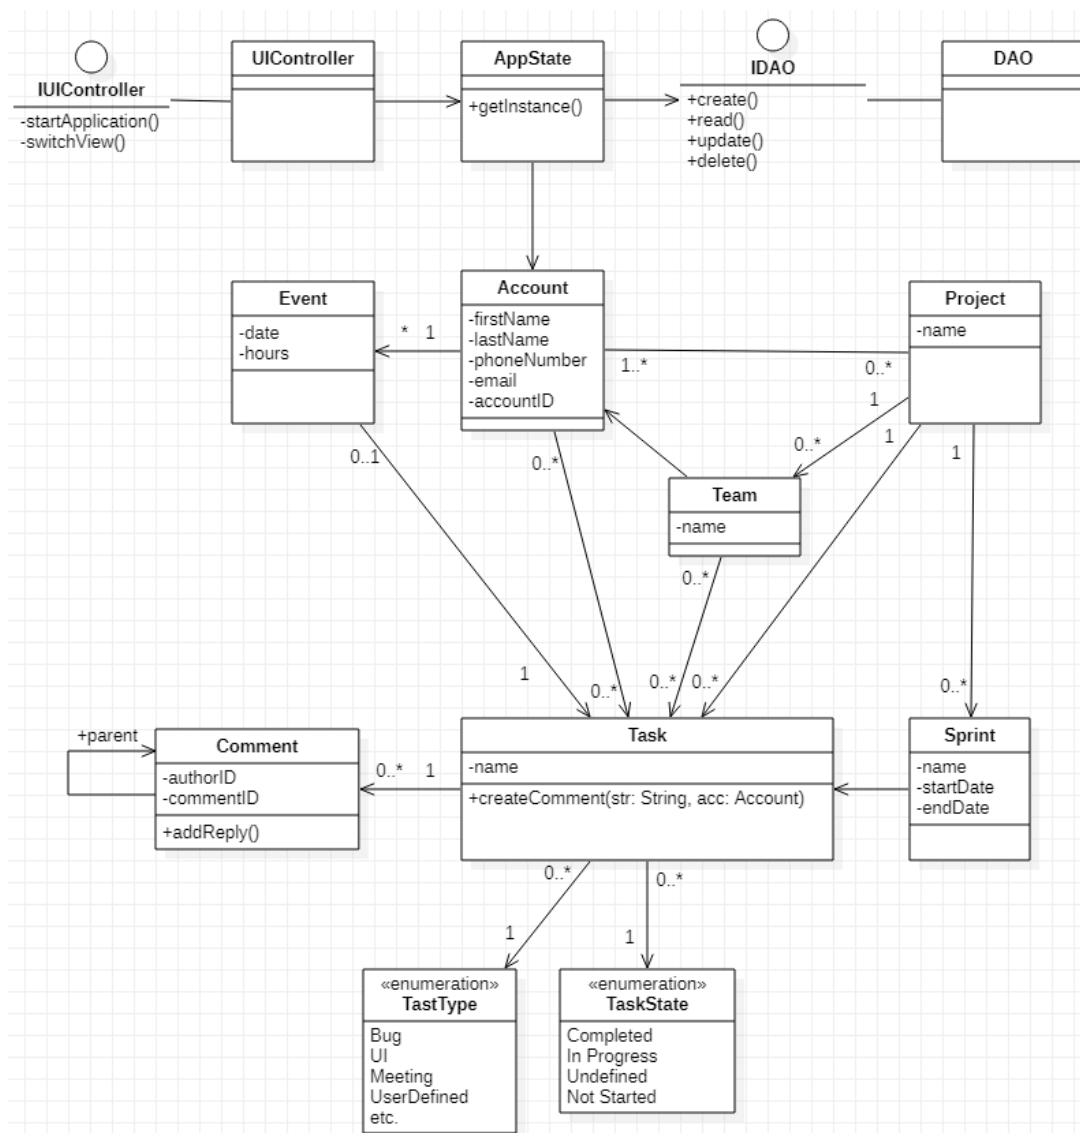 IUIController
-startApplication()
-switchView()
UIController
AppState
+getInstance()
IDAO
+create()
+read()
+update()
+delete()
DAO
Event
-date
-hours
* 1
Account
-firstName
-lastName
-phoneNumber
-email
-accountID
1..*
0..*
Project
-name
1
0..*
1
1
0..1
0..*
Team
-name
0..*
1
0..*
0..*
0..*
0..*
+parent
Comment
-authorID
-commentID
+addReply()
0..* 1
Task
-name
+createComment(str: String, acc: Account)
Sprint
-name
-startDate
-endDate
0..*
0..*
1
1
«enumeration»
TastType
Bug
UI
Meeting
UserDefined
etc.
«enumeration»
TaskState
Completed
In Progress
Undefined
Not Started